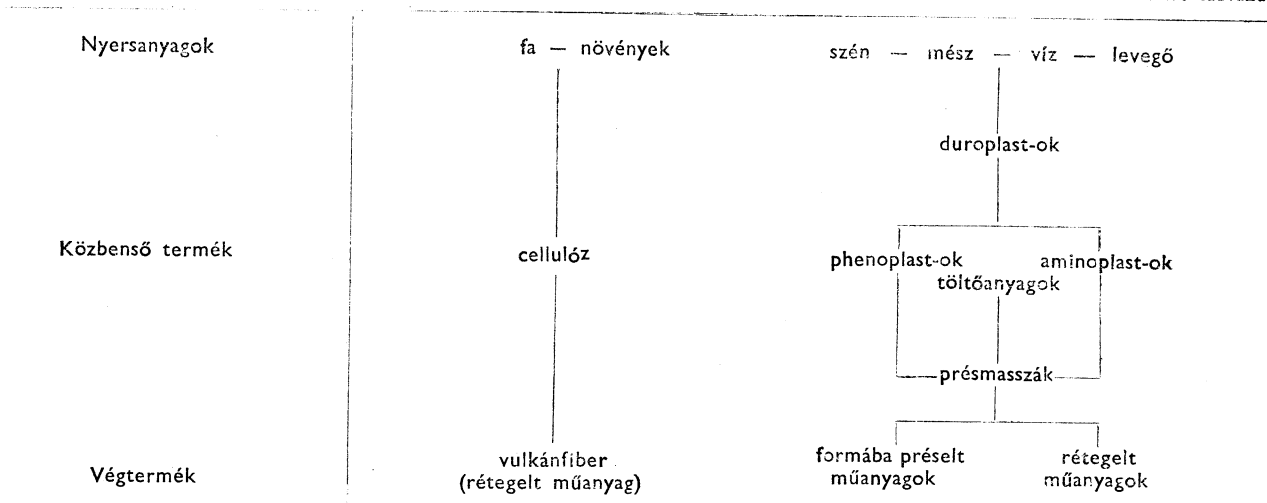 Nyersanyagok
fa — növények
szén — mész — víz — levegő
duroplast-ok
Közbenső termék
cellulóz
phenoplast-ok
aminoplast-ok
töltőanyagok
présmasszák
Végtermék
vulkánfiber
(rétegelt műanyag)
formába préselt
műanyagok
rétegelt
műanyagok